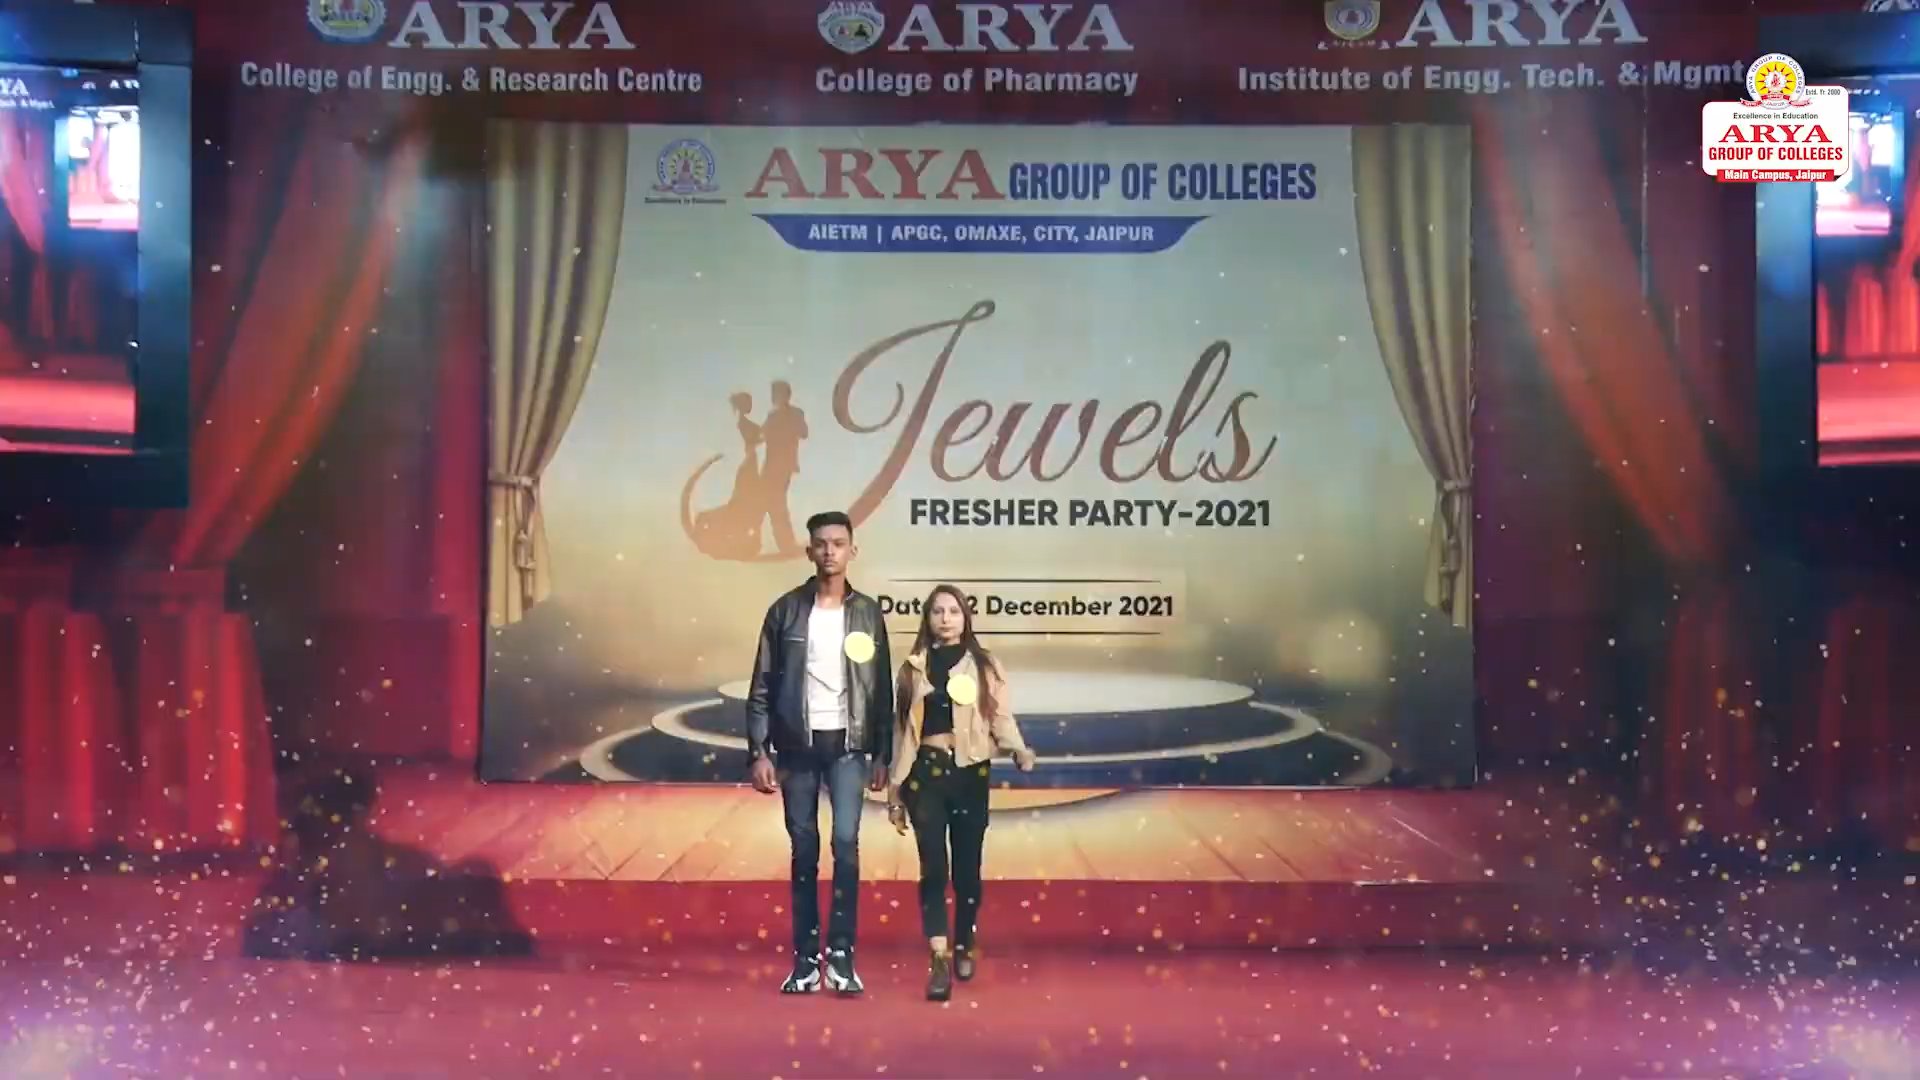 ARYA
College of Engg. & Research Centre
ARYA
College of Pharmacy
ARYA
Institute of Engg. Tech. & Mgmt
Estd. Yr. 2000
Excellence in Education
ARYA
GROUP OF COLLEGES
Main Campus, Jaipur
ARYA GROUP OF COLLEGES
AIETM | APGC, OMAXE, CITY, JAIPUR
Jewels
FRESHER PARTY-2021
2 December 2021